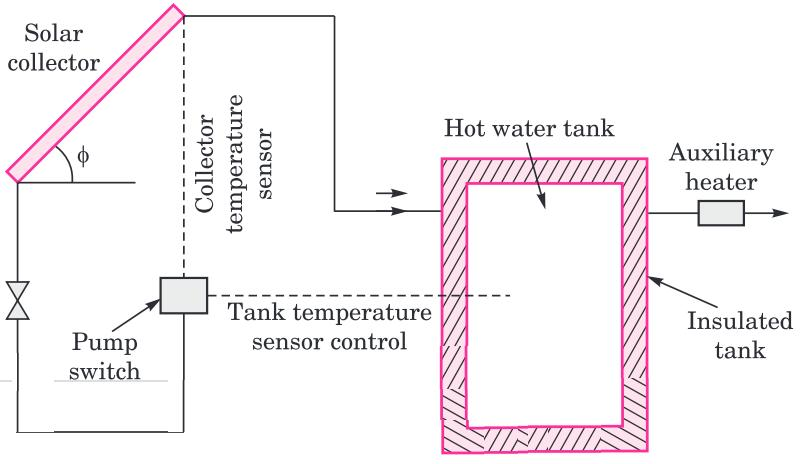 Solar
collector
ϕ
Collector
temperature
sensor
Hot water tank
Auxiliary
heater
Tank temperature
sensor control
Pump
switch
Insulated
tank